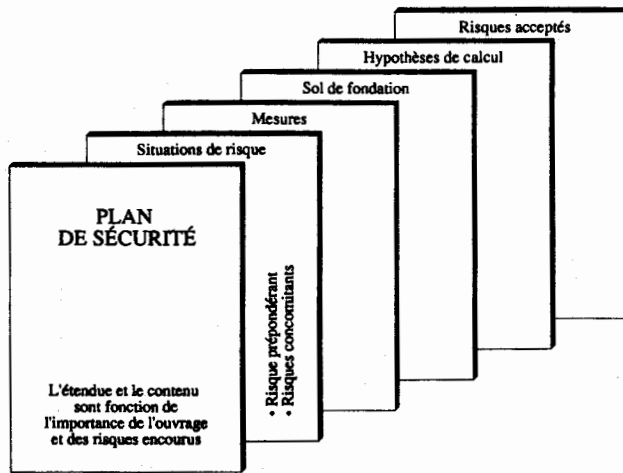 Risques acceptés
Hypothèses de calcul
Sol de fondation
Mesures
Situations de risque
PLAN
DE SÉCURITÉ
• Risque prépondérant
• Risques concomitants
L'étendue et le contenu
sont fonction de
l'importance de l'ouvrage
et des risques encourus